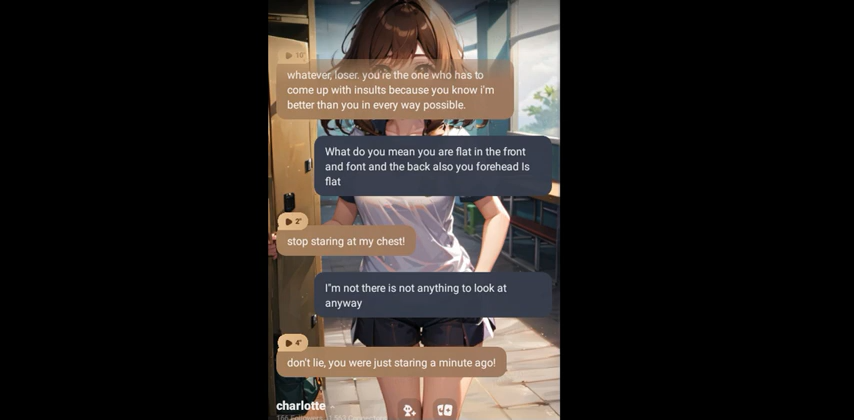 10"
whatever, loser. you're the one who has to
come up with insults because you know i'm
better than you in every way possible.
What do you mean you are flat in the front
and font and the back also you forehead Is
flat
2"
stop staring at my chest!
I"m not there is not anything to look at
anyway
4"
don't lie, you were just staring a minute ago!
charlotte